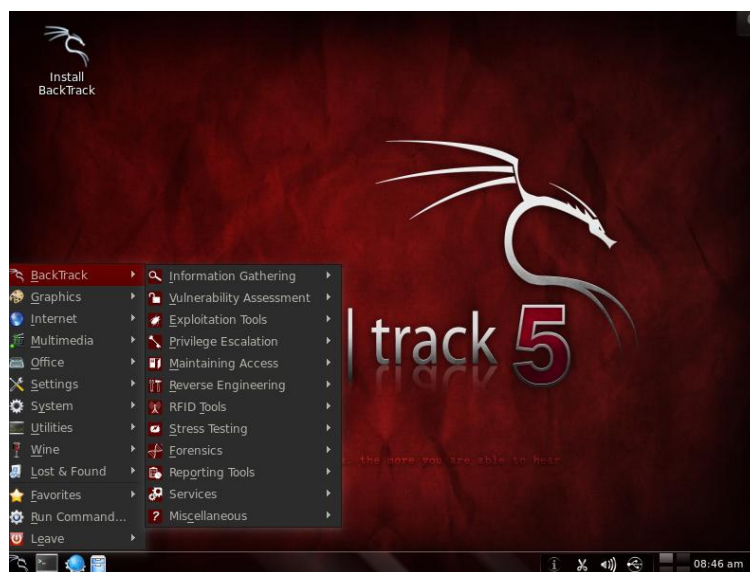 Install
BackTrack
BackTrack
Graphics
Internet
Multimedia
Office
Settings
System
Utilities
Wine
Lost & Found
Favorites
Run Command...
Leave
Information Gathering
Vulnerability Assessment
Exploitation Tools
Privilege Escalation
Maintaining Access
Reverse Engineering
RFID Tools
Stress Testing
Forensics
Reporting Tools
Services
Miscellaneous
| track 5
the more you are able to hear
08:46 am